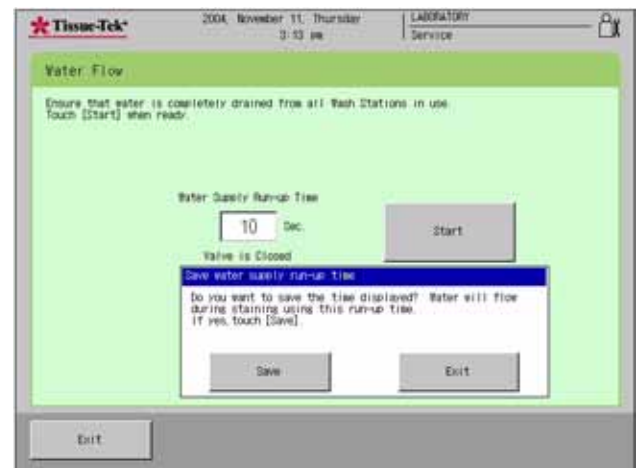 Tissue-Tek
2004, November 11, Thursday
3:13 pm
LABORATORY
Service
Water Flow
Ensure that water is completely drained from all Wash Stations in use.
Touch [Start] when ready.
Water Supply Run-up Time
10 Sec.
Start
Valve is Closed
Save water supply run-up time
Do you want to save the time displayed? Water will flow
during staining using this run-up time.
If yes, touch [Save].
Save
Exit
Exit